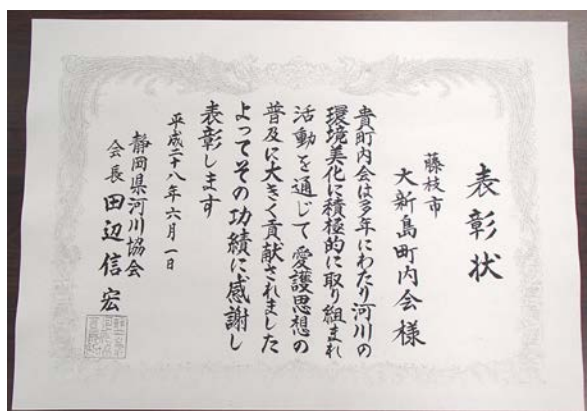 表彰状
藤枝市
大新島町内会様
貴町内会は多年にわたり河川の
環境美化に積極的に取り組まれ
活動を通じて愛護思想の
普及に大きく貢献されました
よってその功績に感謝し
表彰します
平成二十八年六月一日
静岡県河川協会
会長 田辺信宏